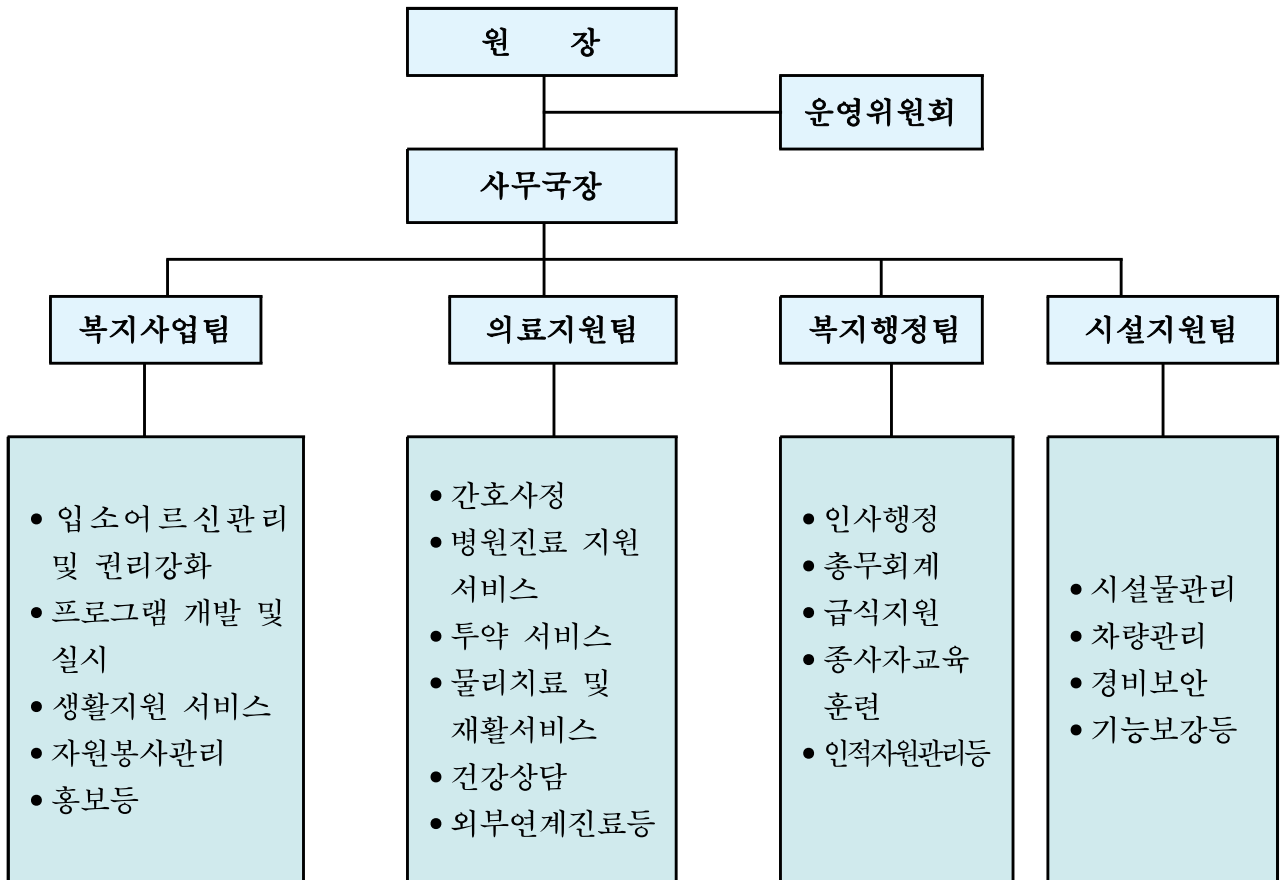 원 장
운영위원회
사무국장
복지사업팀
의료지원팀
복지행정팀
시설지원팀
• 입소어르신관리
및 권리강화
• 프로그램 개발 및
실시
• 생활지원 서비스
• 자원봉사관리
• 홍보등
• 간호사정
• 병원진료 지원
서비스
• 투약 서비스
• 물리치료 및
재활서비스
• 건강상담
• 외부연계진료등
• 인사행정
• 총무회계
• 급식지원
• 종사자교육
훈련
• 인적자원관리등
• 시설물관리
• 차량관리
• 경비보안
• 기능보강등